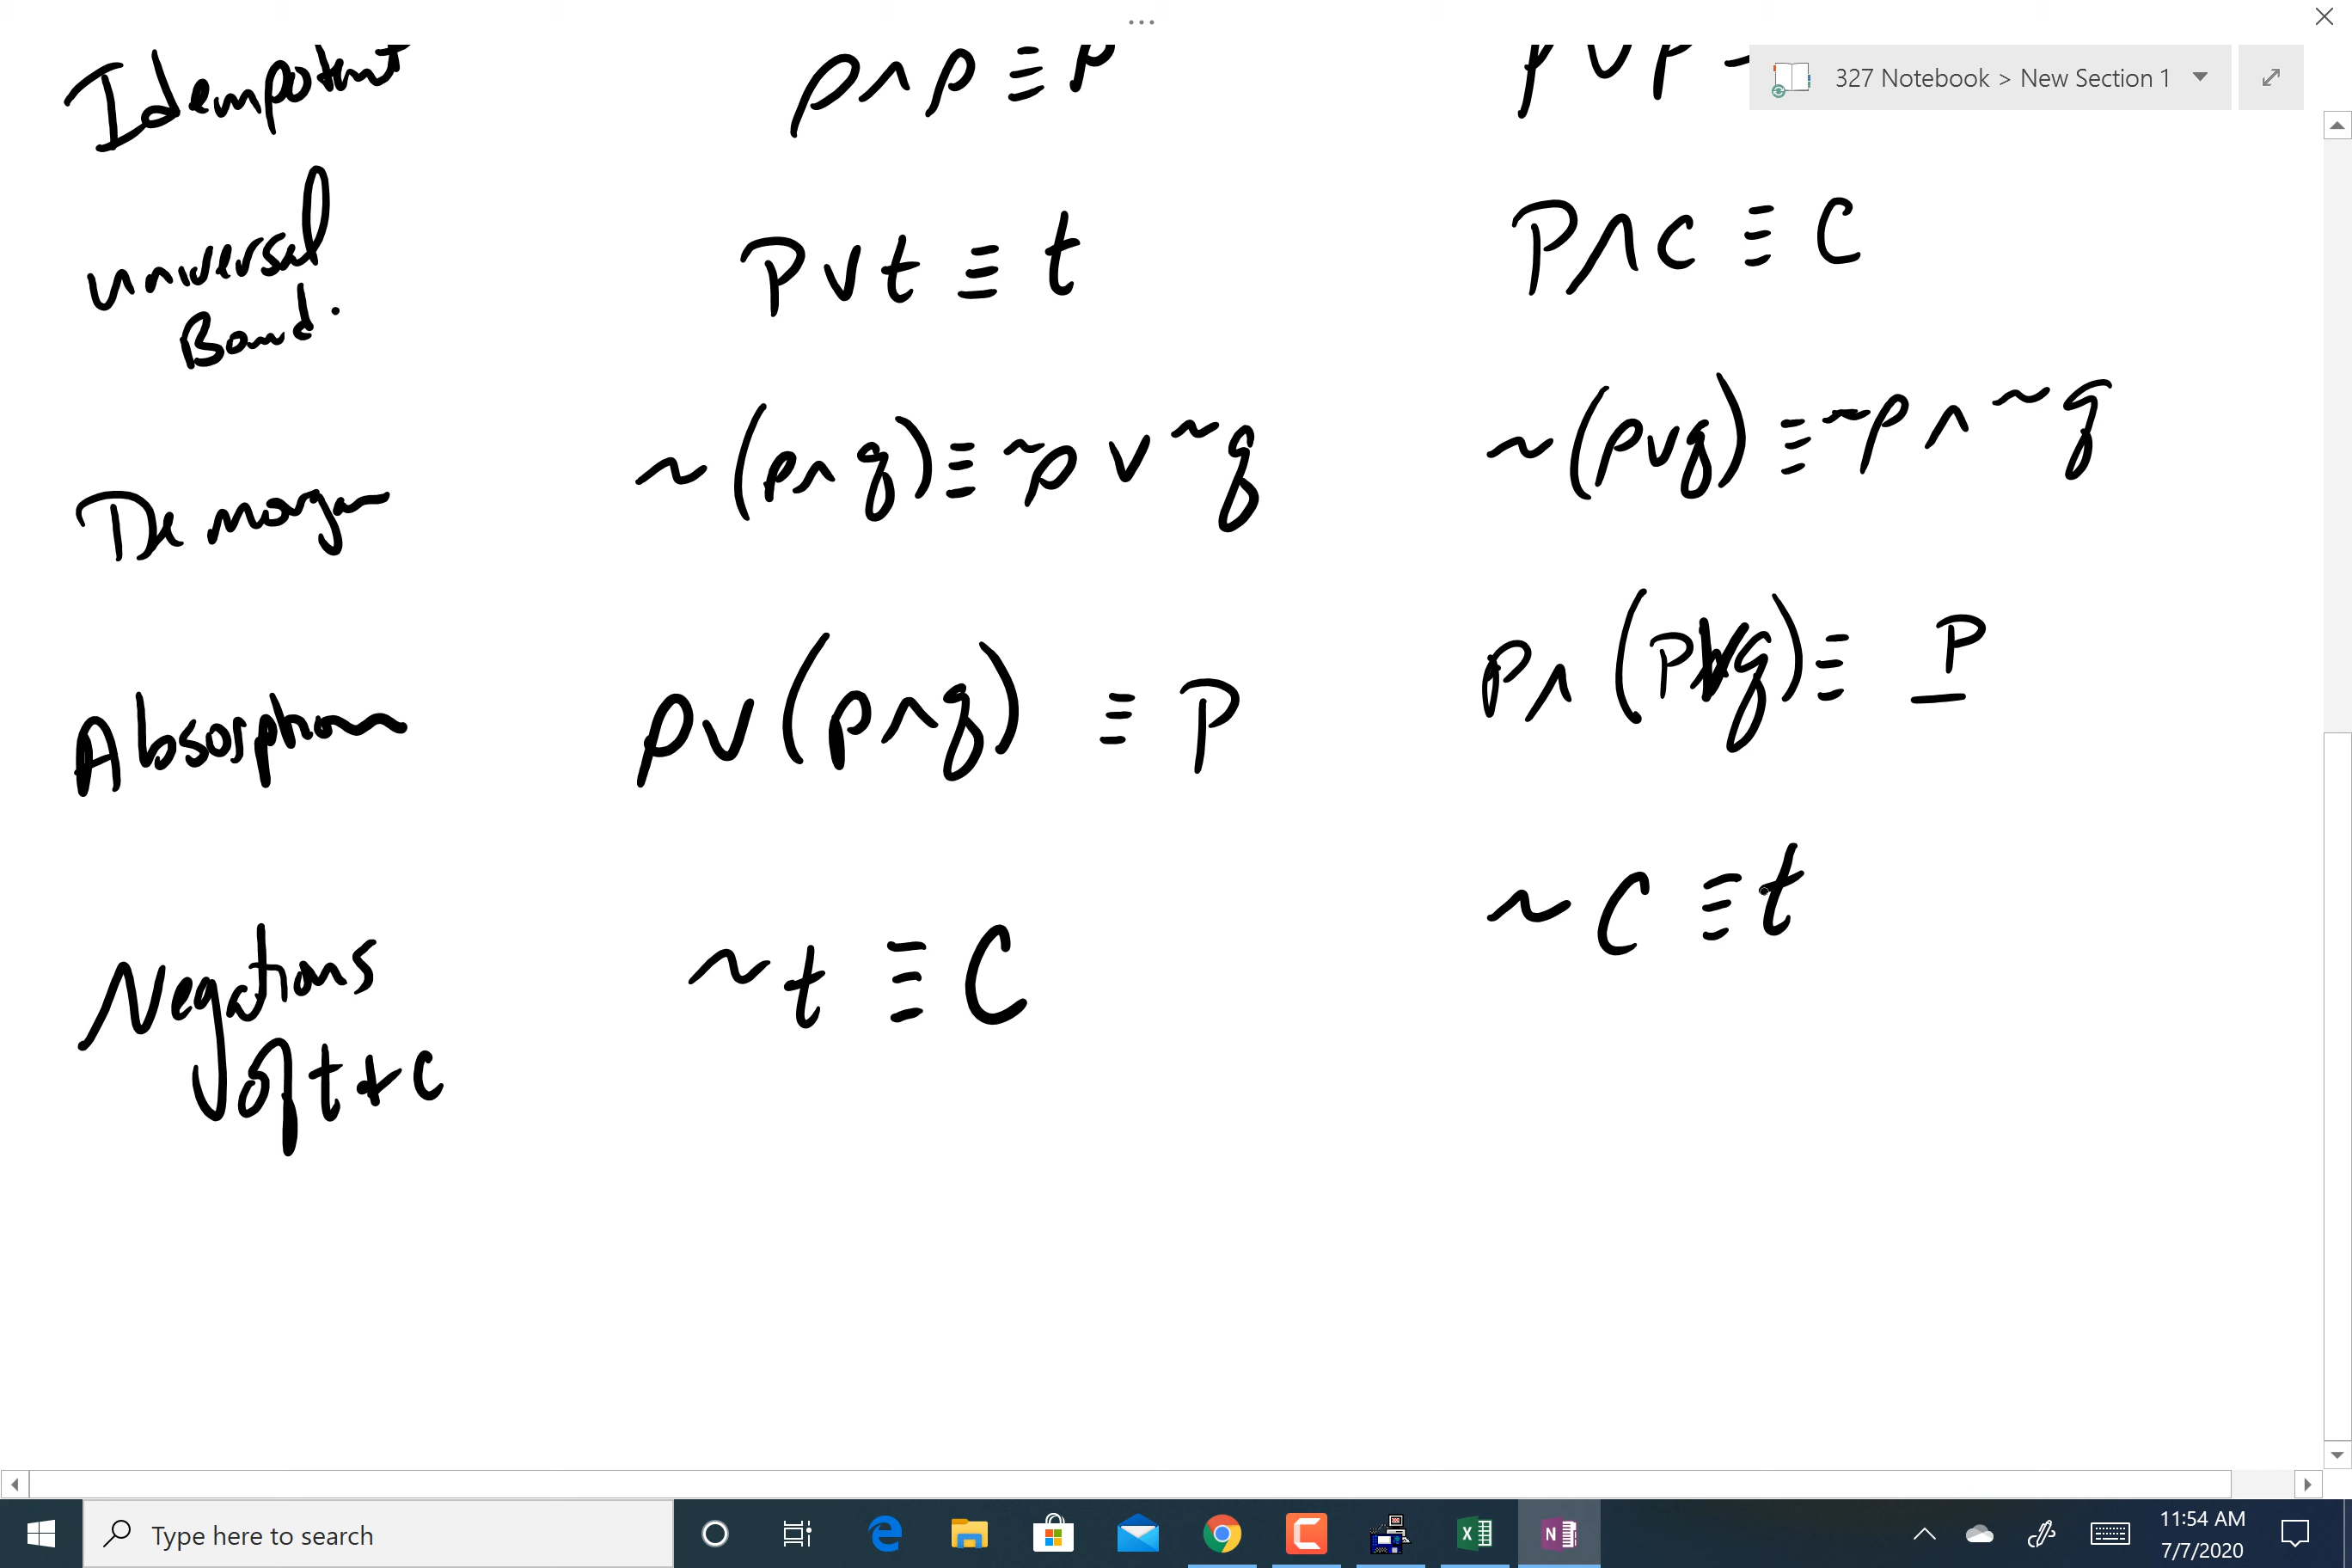 ...
Idempotent p∧p ≡ p p∨p
327 Notebook > New Section 1
Universal P∨t ≡ t P∧c ≡ c
Bound.
De morgan ~(p∧q) ≡ ~p ∨ ~q ~(p∨q) ≡ ~p ∧ ~q
Absorption p∨(p∧q) ≡ P P∧(P∨q) ≡ P
Negations ~t ≡ C ~C ≡ t
of t + c
Type here to search
11:54 AM
7/7/2020